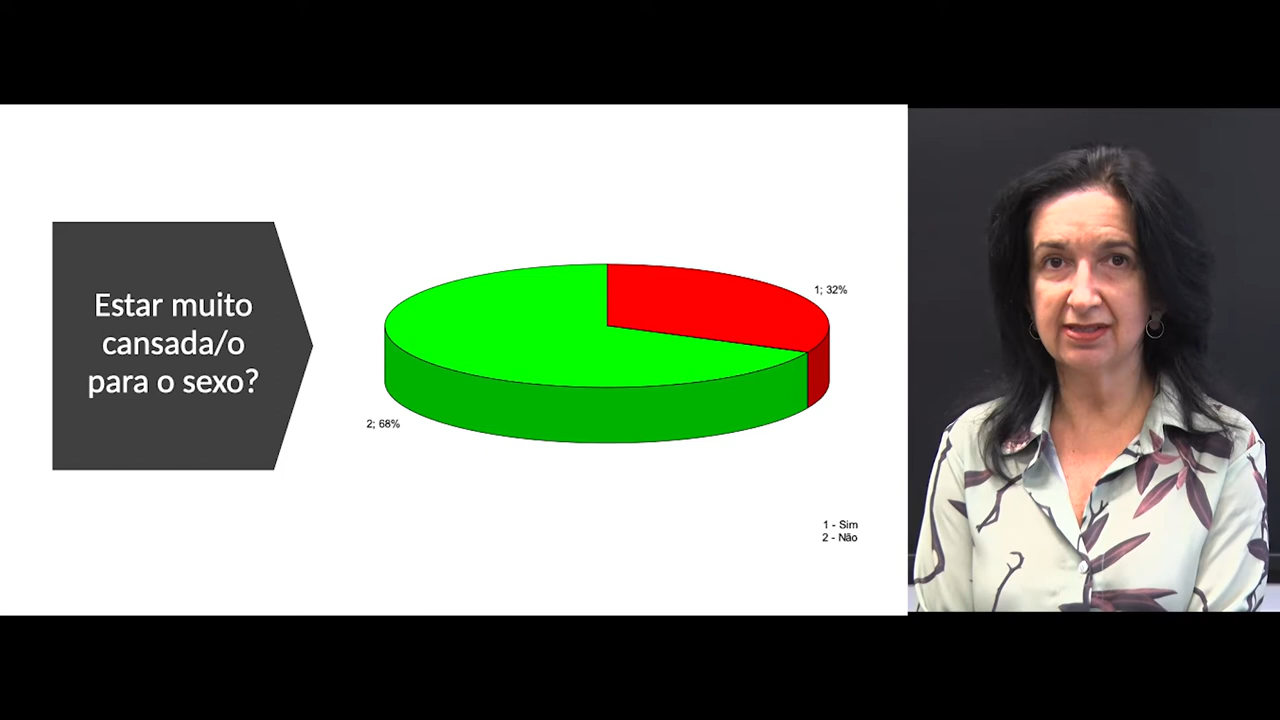 Estar muito
cansada/o
para o sexo?
1; 32%
2; 68%
1 - Sim
2 - Não